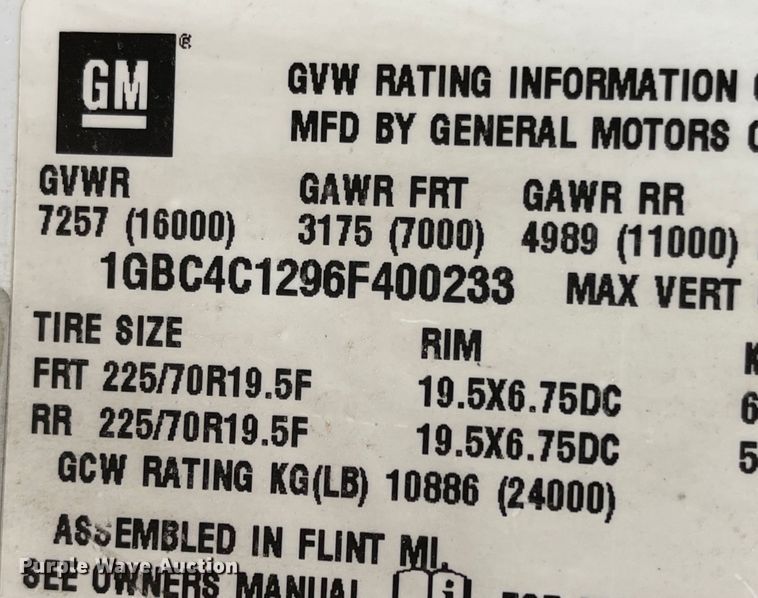 GM ®
GVW RATING INFORMATION
MFD BY GENERAL MOTORS
GVWR GAWR FRT GAWR RR
7257 (16000) 3175 (7000) 4989 (11000)
1GBC4C1296F400233 MAX VERT
TIRE SIZE RIM
FRT 225/70R19.5F 19.5X6.75DC 6
RR 225/70R19.5F 19.5X6.75DC 5
GCW RATING KG(LB) 10886 (24000)
ASSEMBLED IN FLINT MI.
SEE OWNERS MANUAL
Purple Wave Auction